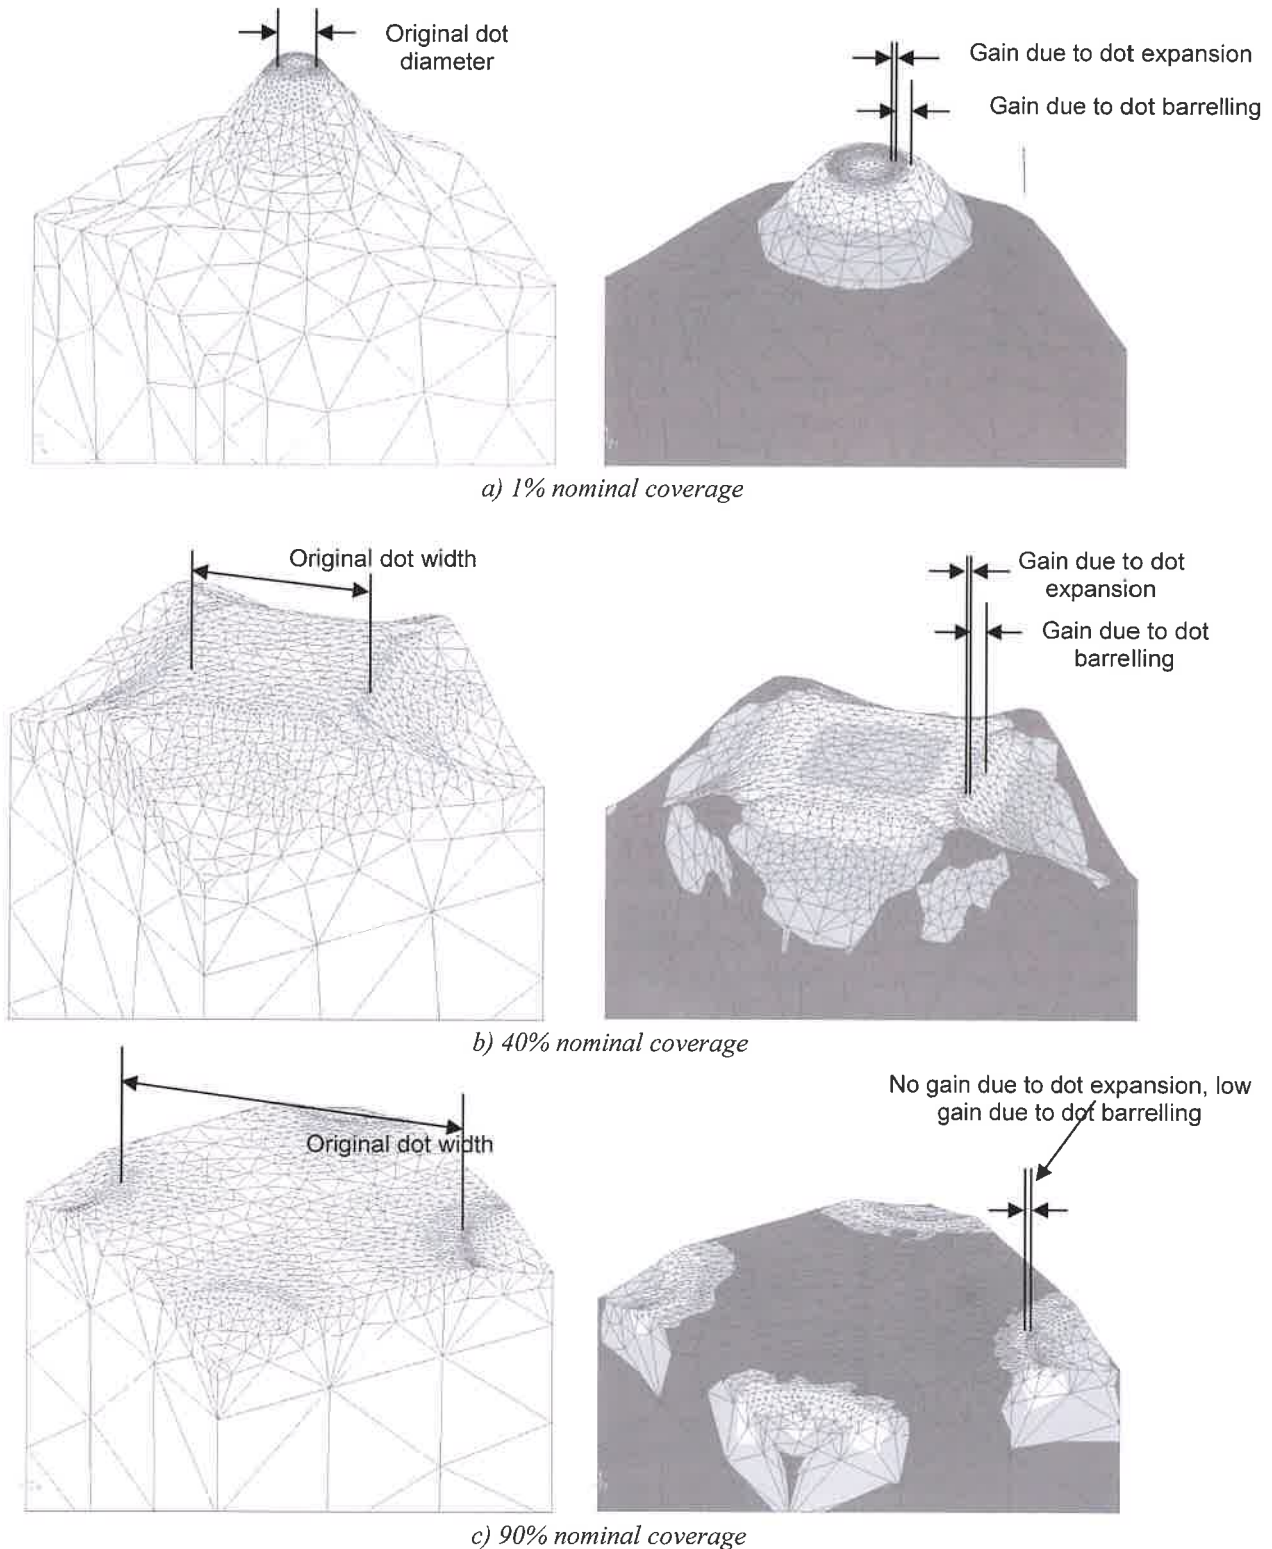 Original dot
diameter
Gain due to dot expansion
Gain due to dot barrelling
a) 1% nominal coverage
Original dot width
Gain due to dot
expansion
Gain due to dot
barrelling
b) 40% nominal coverage
Original dot width
No gain due to dot expansion, low
gain due to dot barrelling
c) 90% nominal coverage